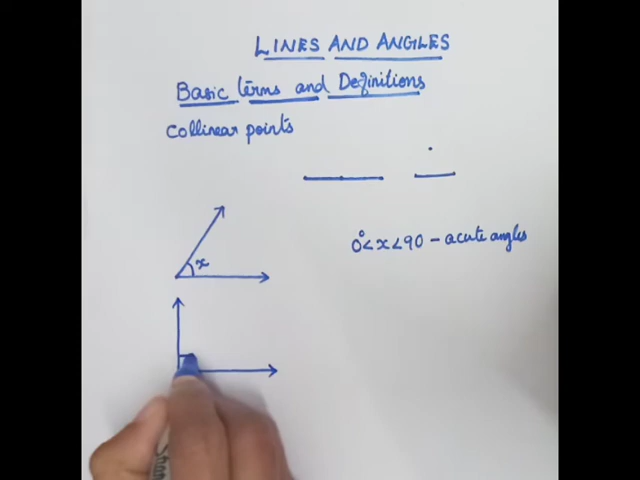 LINES AND ANGLES
Basic terms and Definitions
Collinear points
x
0°<x<90 – acute angles